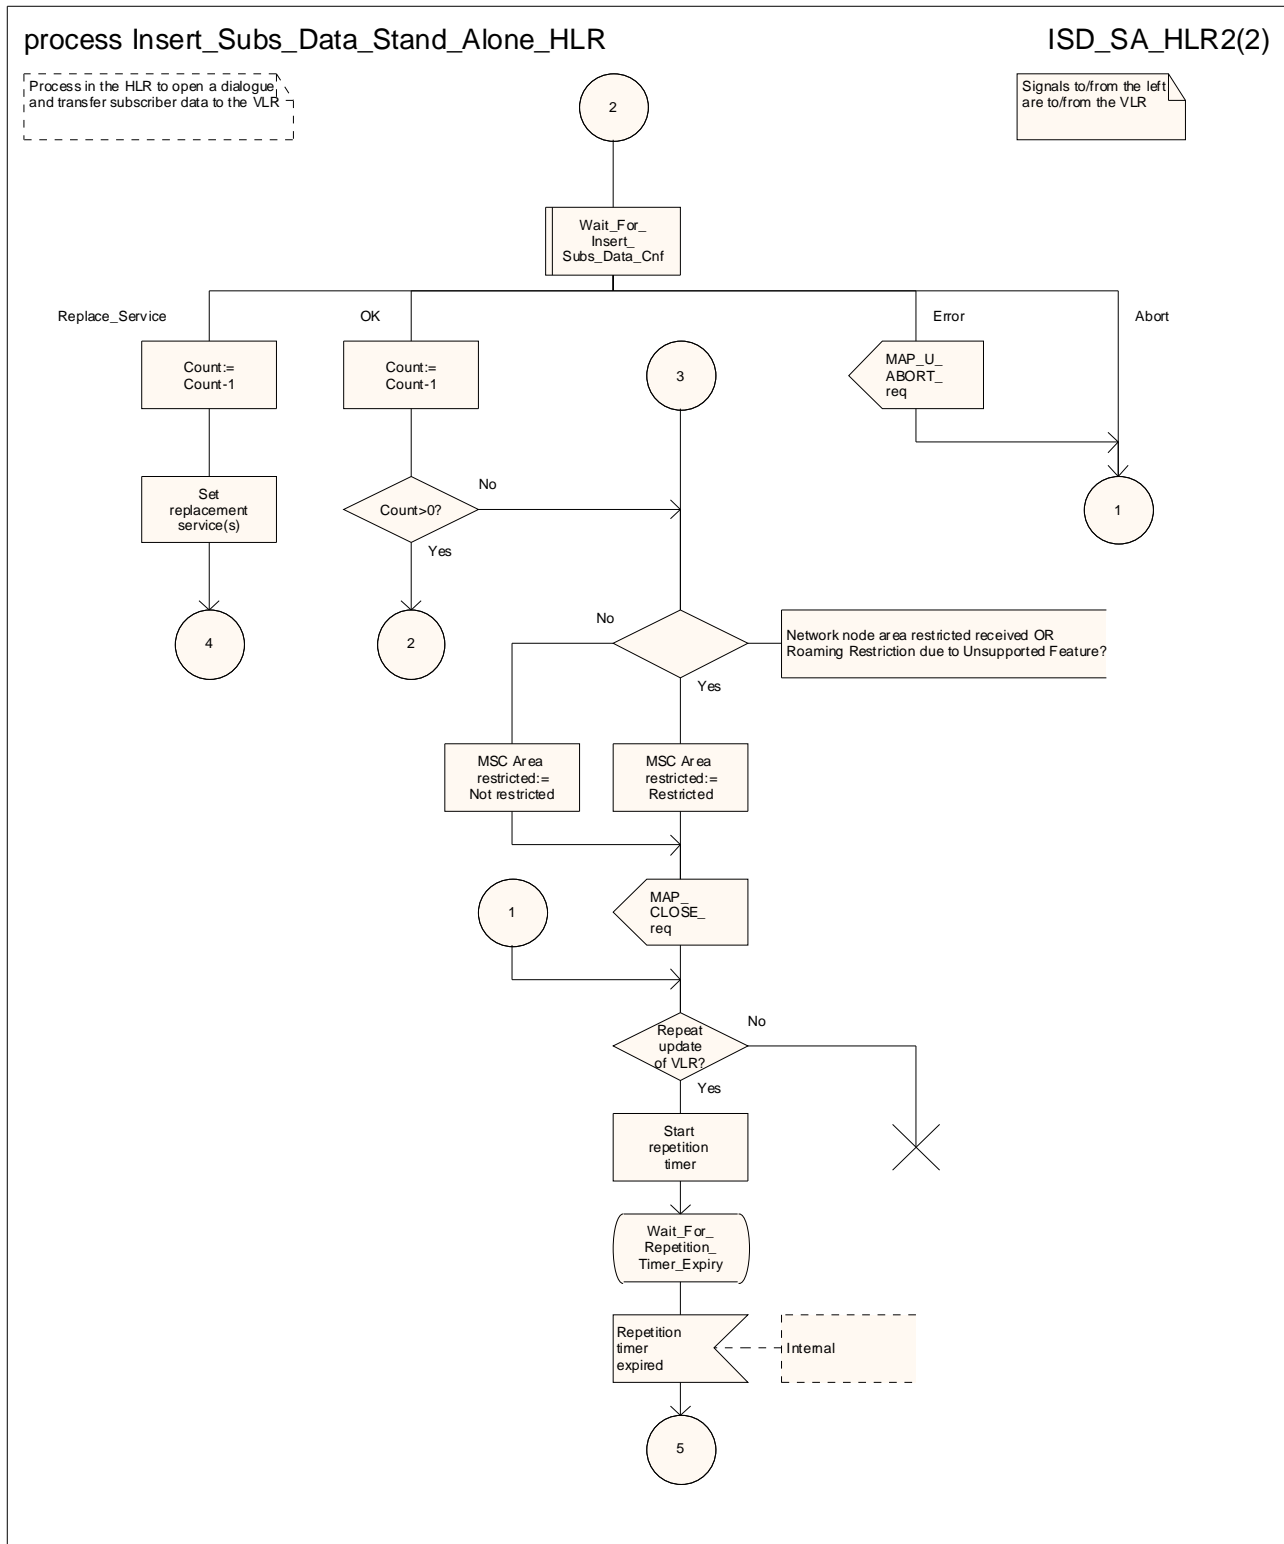 process Insert_Subs_Data_Stand_Alone_HLR
ISD_SA_HLR2(2)
Process in the HLR to open a dialogue
and transfer subscriber data to the VLR
2
Signals to/from the left
are to/from the VLR
Wait_For_
Insert_
Subs_Data_Cnf
Replace_Service
OK
Error
Abort
Count:=
Count-1
Count:=
Count-1
3
MAP_U_
ABORT_
req
Set
replacement
service(s)
Count>0?
No
Yes
1
4
2
No
Yes
Network node area restricted received OR
Roaming Restriction due to Unsupported Feature?
MSC Area
restricted:=
Not restricted
MSC Area
restricted:=
Restricted
1
MAP_
CLOSE_
req
Repeat
update
of VLR?
No
Yes
Start
repetition
timer
Wait_For_
Repetition_
Timer_Expiry
Repetition
timer
expired
Internal
5